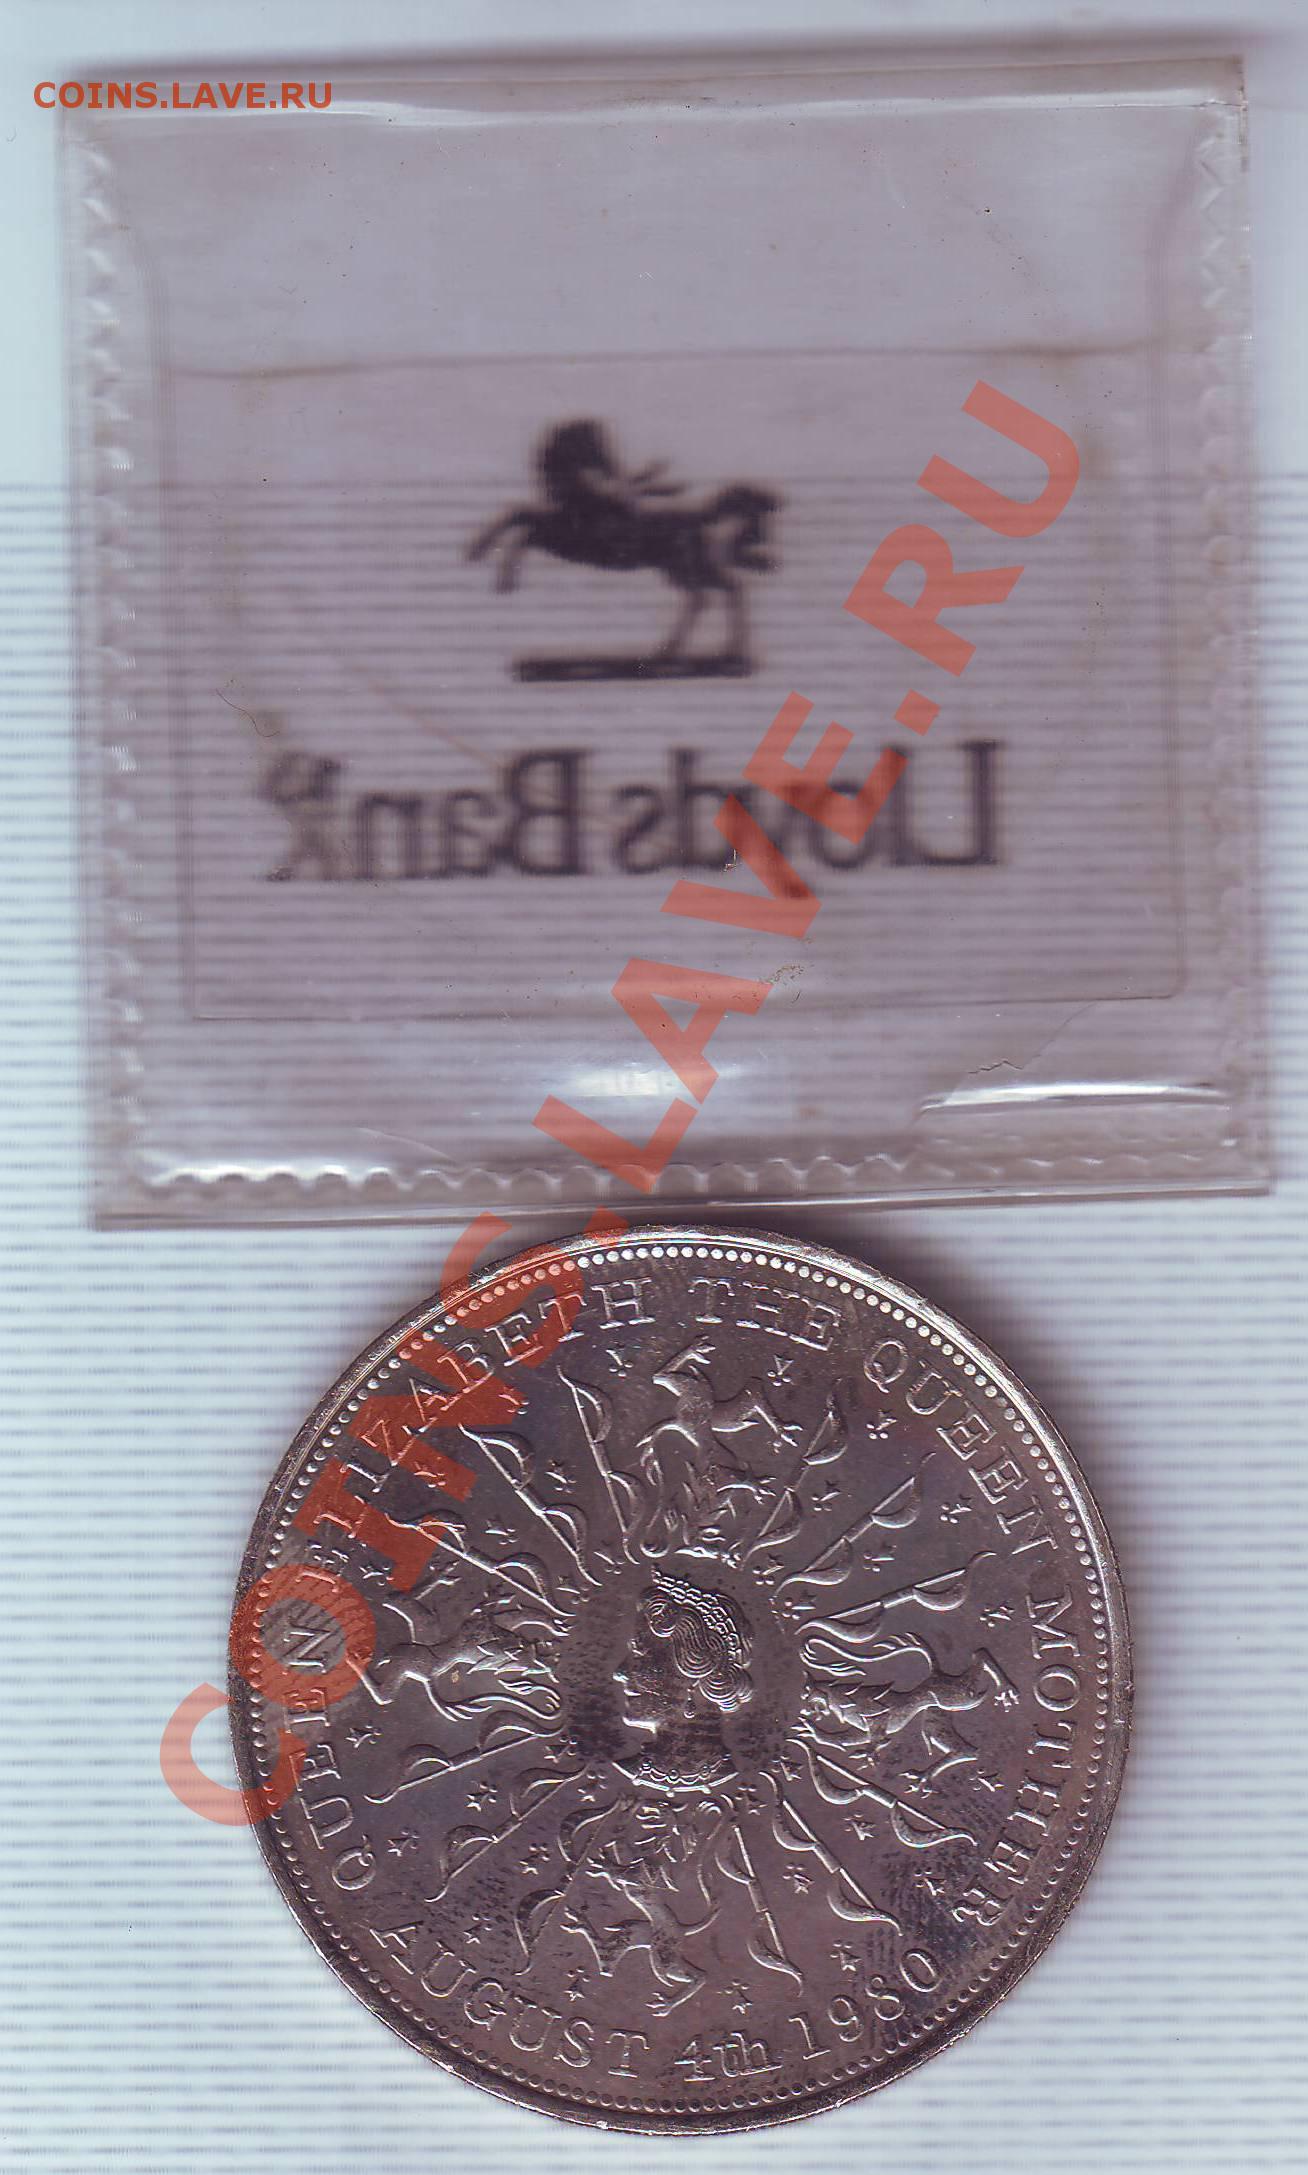 COINS.LAVE.RU
Lloyds Bank
COINS.LAVE.RU
QUEEN ELIZABETH THE QUEEN MOTHER
AUGUST 4th 1980